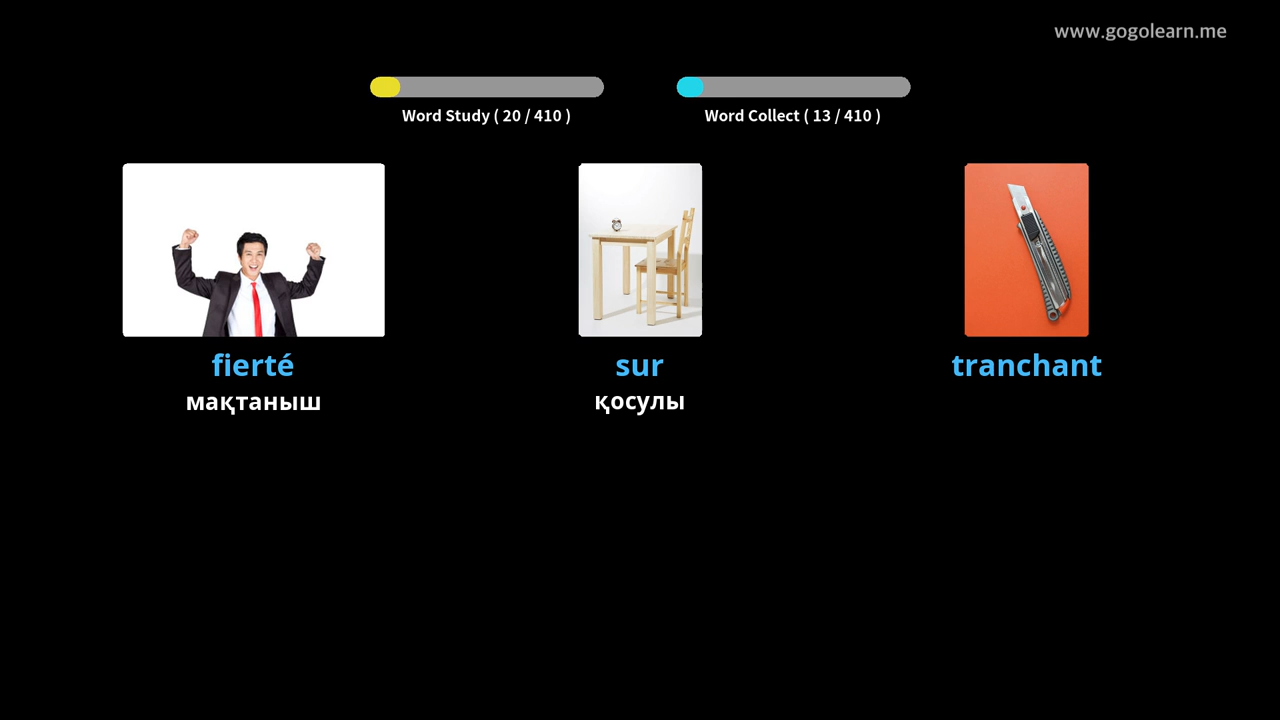 www.gogolearn.me
Word Study ( 20 / 410 )
Word Collect ( 13 / 410 )
fierté
sur
tranchant
мақтаныш
қосулы